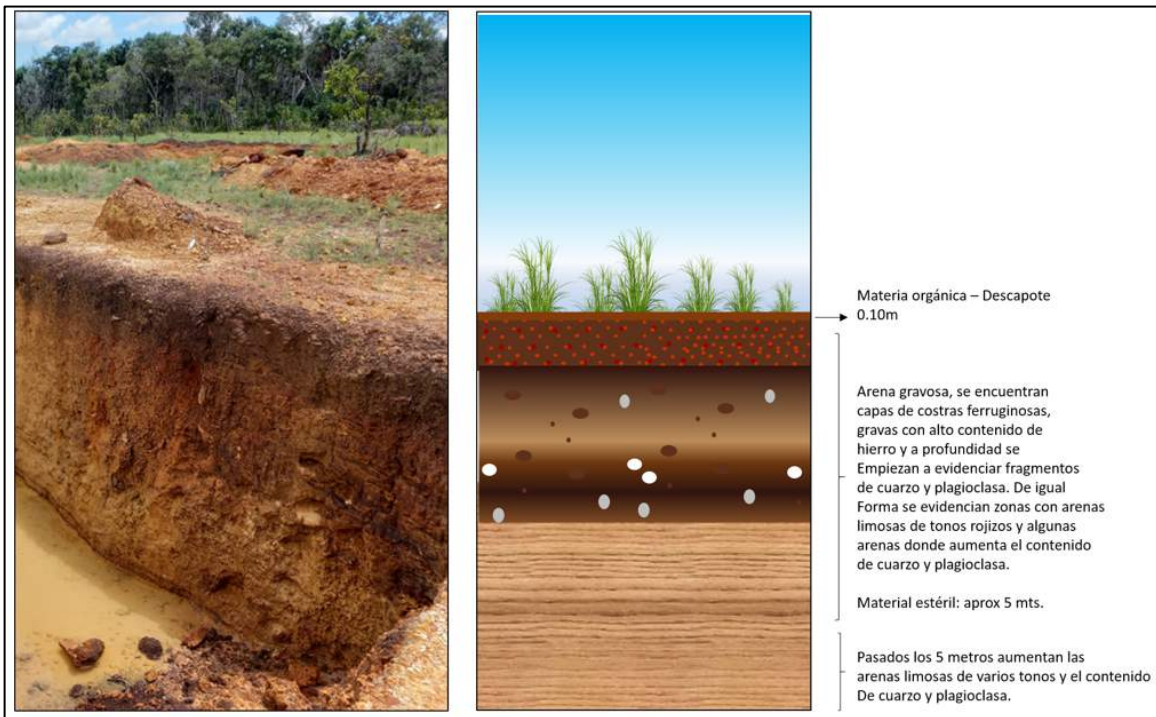 Materia orgánica – Descapote
0.10m
Arena gravosa, se encuentran
capas de costras ferruginosas,
gravas con alto contenido de
hierro y a profundidad se
Empiezan a evidenciar fragmentos
de cuarzo y plagioclasa. De igual
Forma se evidencian zonas con arenas
limosas de tonos rojizos y algunas
arenas donde aumenta el contenido
de cuarzo y plagioclasa.
Material estéril: aprox 5 mts.
Pasados los 5 metros aumentan las
arenas limosas de varios tonos y el contenido
De cuarzo y plagioclasa.